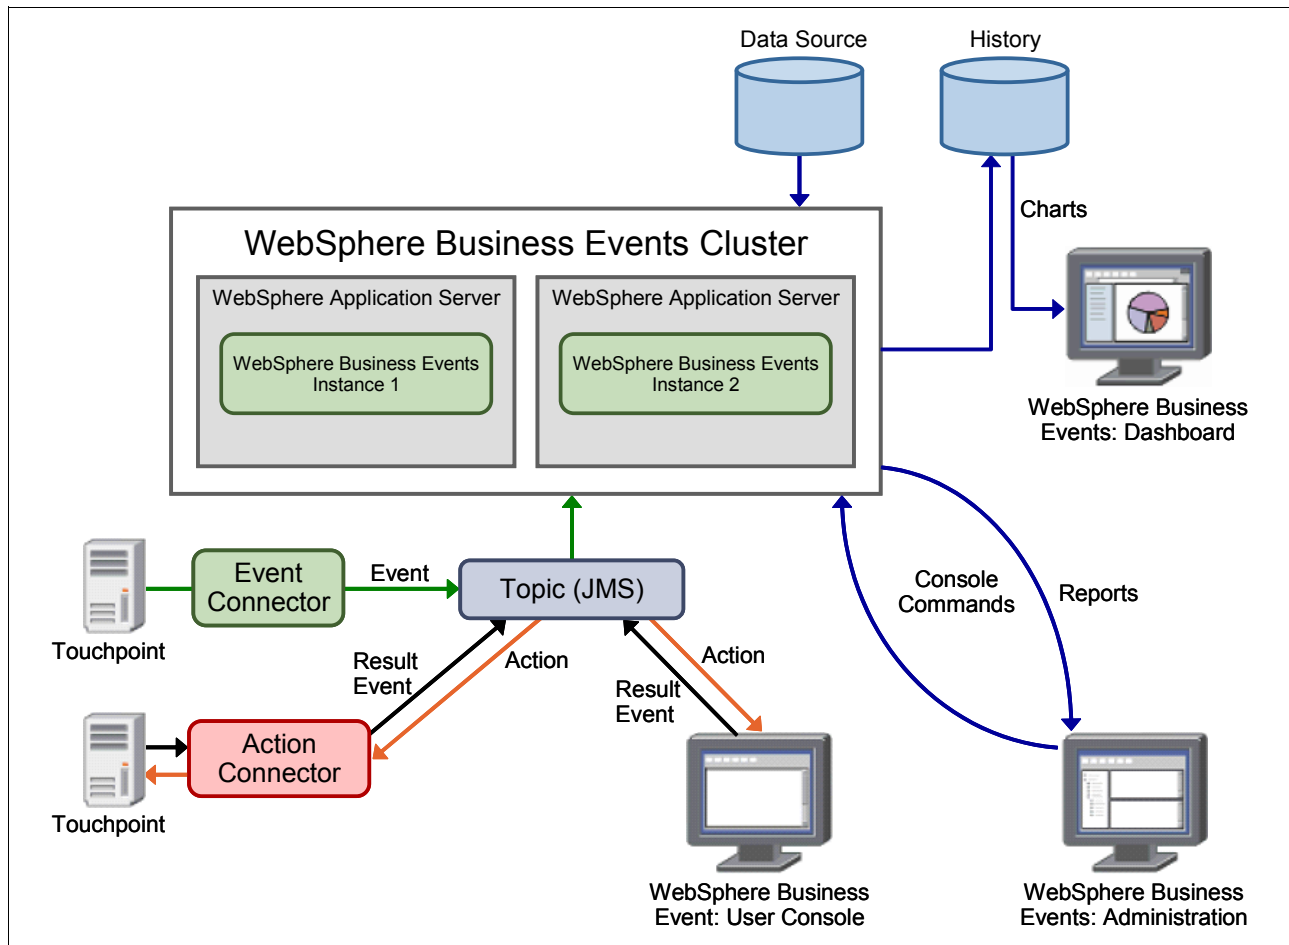 Data Source
History
Charts
WebSphere Business Events Cluster
WebSphere Application Server
WebSphere Business Events
Instance 1
WebSphere Application Server
WebSphere Business Events
Instance 2
WebSphere Business
Events: Dashboard
Touchpoint
Event
Connector
Event
Topic (JMS)
Console
Commands
Reports
Result
Event
Action
Action
Result
Event
Touchpoint
Action
Connector
WebSphere Business
Event: User Console
WebSphere Business
Events: Administration